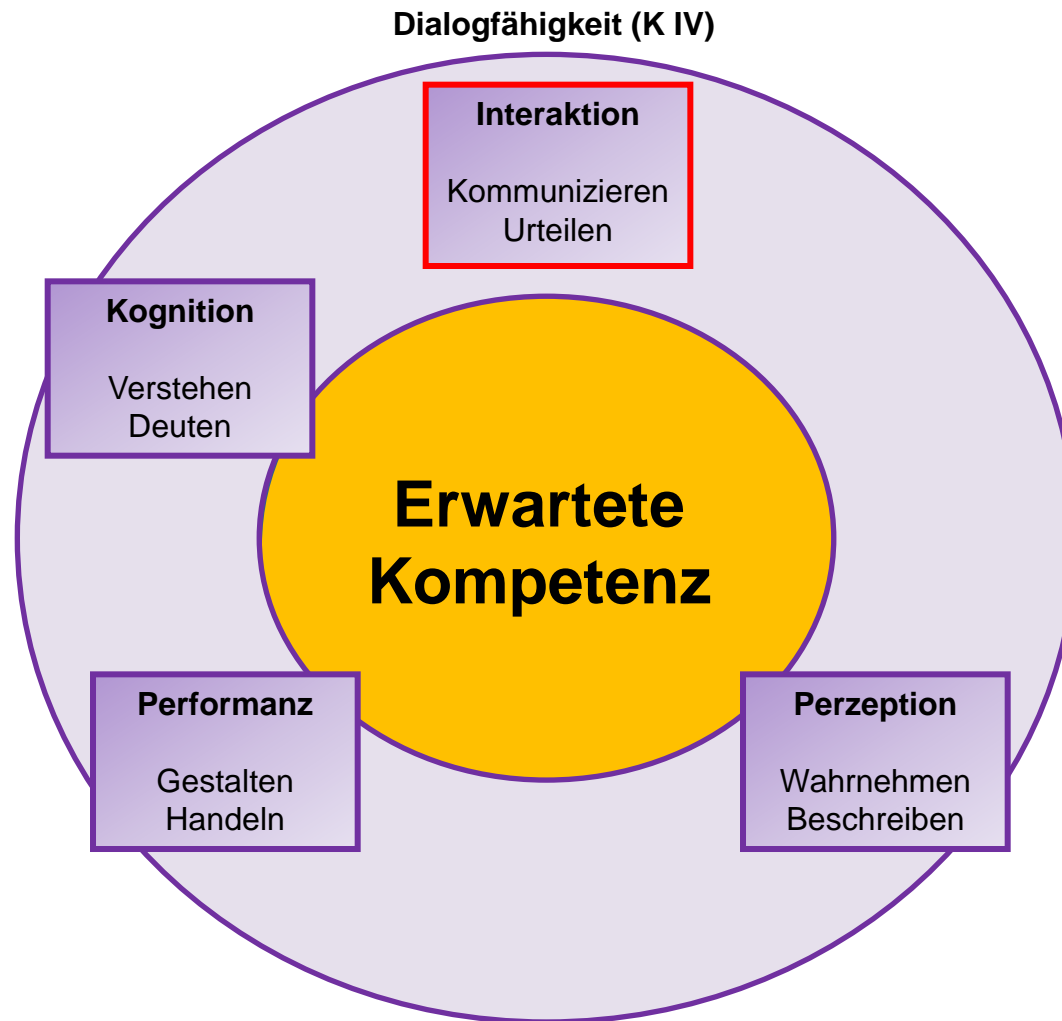 Dialogfähigkeit (K IV)
Interaktion
Kommunizieren
Urteilen
Kognition
Verstehen
Deuten
Erwartete
Kompetenz
Performanz
Gestalten
Handeln
Perzeption
Wahrnehmen
Beschreiben